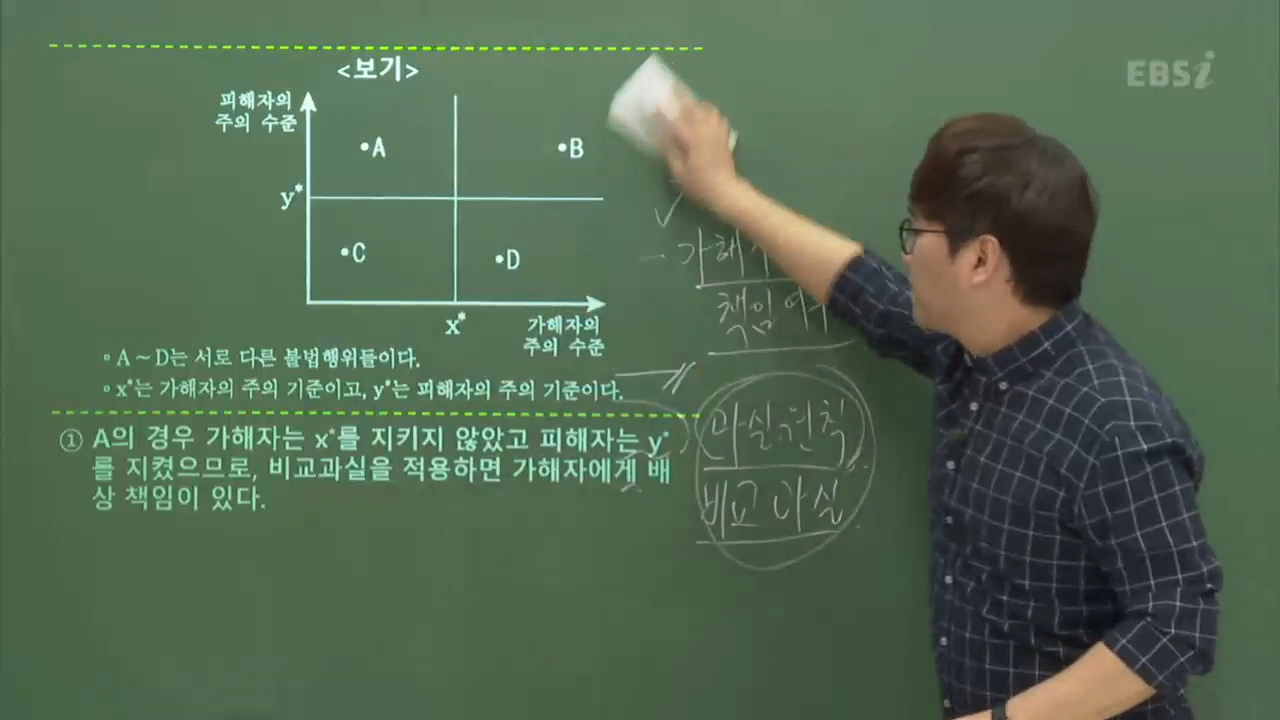 EBSi
<보기>
피해자의
주의 수준
A
B
y*
C
D
x*
가해자의
주의 수준
◦A~D는 서로 다른 불법행위들이다.
◦x*는 가해자의 주의 기준이고, y*는 피해자의 주의 기준이다.
① A의 경우 가해자는 x*를 지키지 않았고 피해자는 y*
를 지켰으므로, 비교과실을 적용하면 가해자에게 배
상 책임이 있다.
가해
책임 여
과실원칙
비교과실